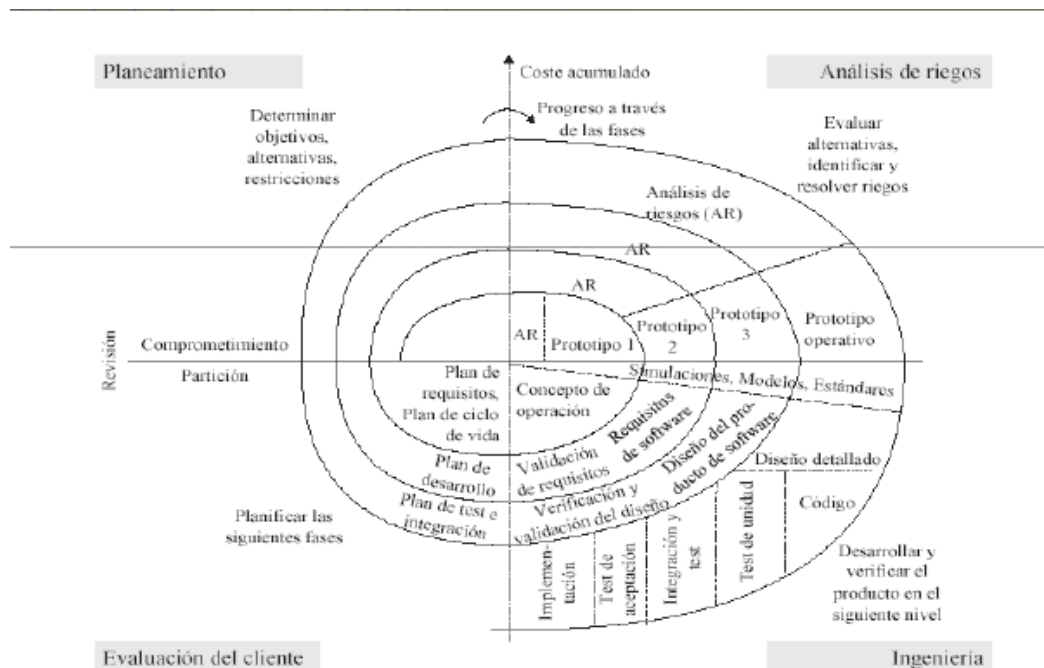 Planeamiento
Coste acumulado
Análisis de riegos
Progreso a través
de las fases
Determinar
objetivos,
alternativas,
restricciones
Evaluar
alternativas,
identificar y
resolver riegos
Análisis de
riesgos (AR)
AR
AR
AR
Prototipo 1
Prototipo
2
Prototipo
3
Prototipo
operativo
Revisión
Comprometimiento
Partición
Simulaciones, Modelos, Estándares
Plan de
requisitos,
Plan de ciclo
de vida
Concepto de
operación
Requisitos
de software
Plan de
desarrollo
Validación
de requisitos
Diseño del pro-
ducto de software
Plan de test e
integración
Verificación y
validación del diseño
Diseño detallado
Código
Test de unidad
Integración y
test
Test de
aceptación
Implemen-
tación
Planificar las
siguientes fases
Desarrollar y
verificar el
producto en el
siguiente nivel
Evaluación del cliente
Ingeniería